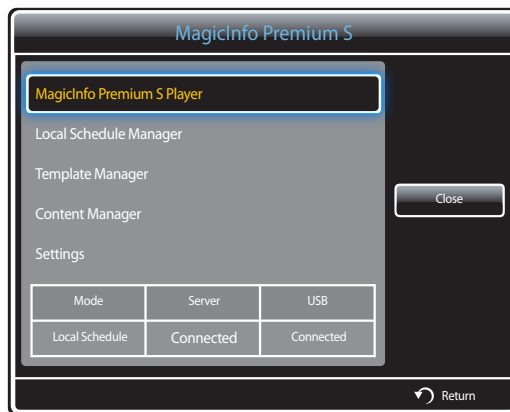 MagicInfo Premium S
MagicInfo Premium S Player
Local Schedule Manager
Template Manager
Content Manager
Settings
Close
Mode Server USB
Local Schedule Connected Connected
Return